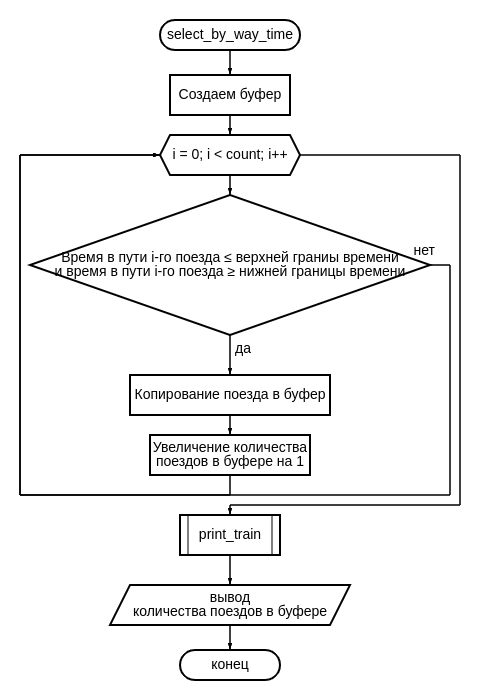 select_by_way_time
Создаем буфер
i = 0; i < count; i++
нет
Время в пути i-го поезда ≤ верхней граниы времени
и время в пути i-го поезда ≥ нижней границы времени
да
Копирование поезда в буфер
Увеличение количества
поездов в буфере на 1
print_train
вывод
количества поездов в буфере
конец